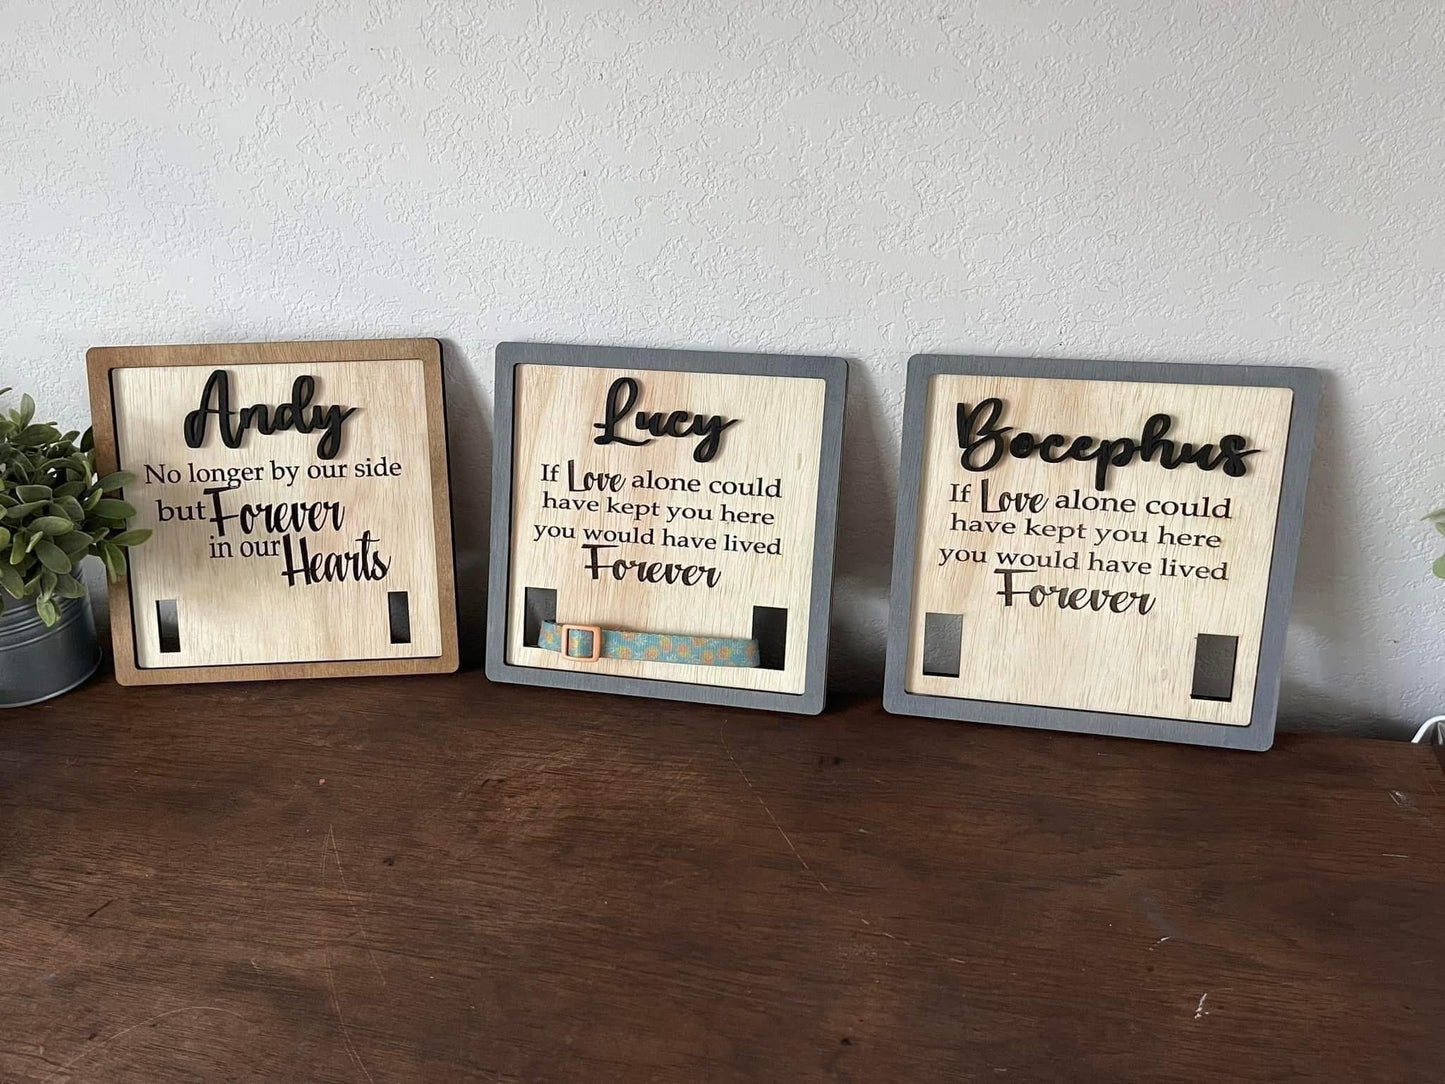 Andy
No longer by our side
but Forever
in our Hearts
Lucy
If Love alone could
have kept you here
you would have lived
Forever
Bocephus
If Love alone could
have kept you here
you would have lived
Forever